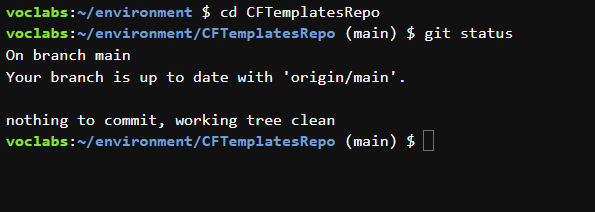 voclabs:~/environment $ cd CFTemplatesRepo
voclabs:~/environment/CFTemplatesRepo (main) $ git status
On branch main
Your branch is up to date with 'origin/main'.
nothing to commit, working tree clean
voclabs:~/environment/CFTemplatesRepo (main) $